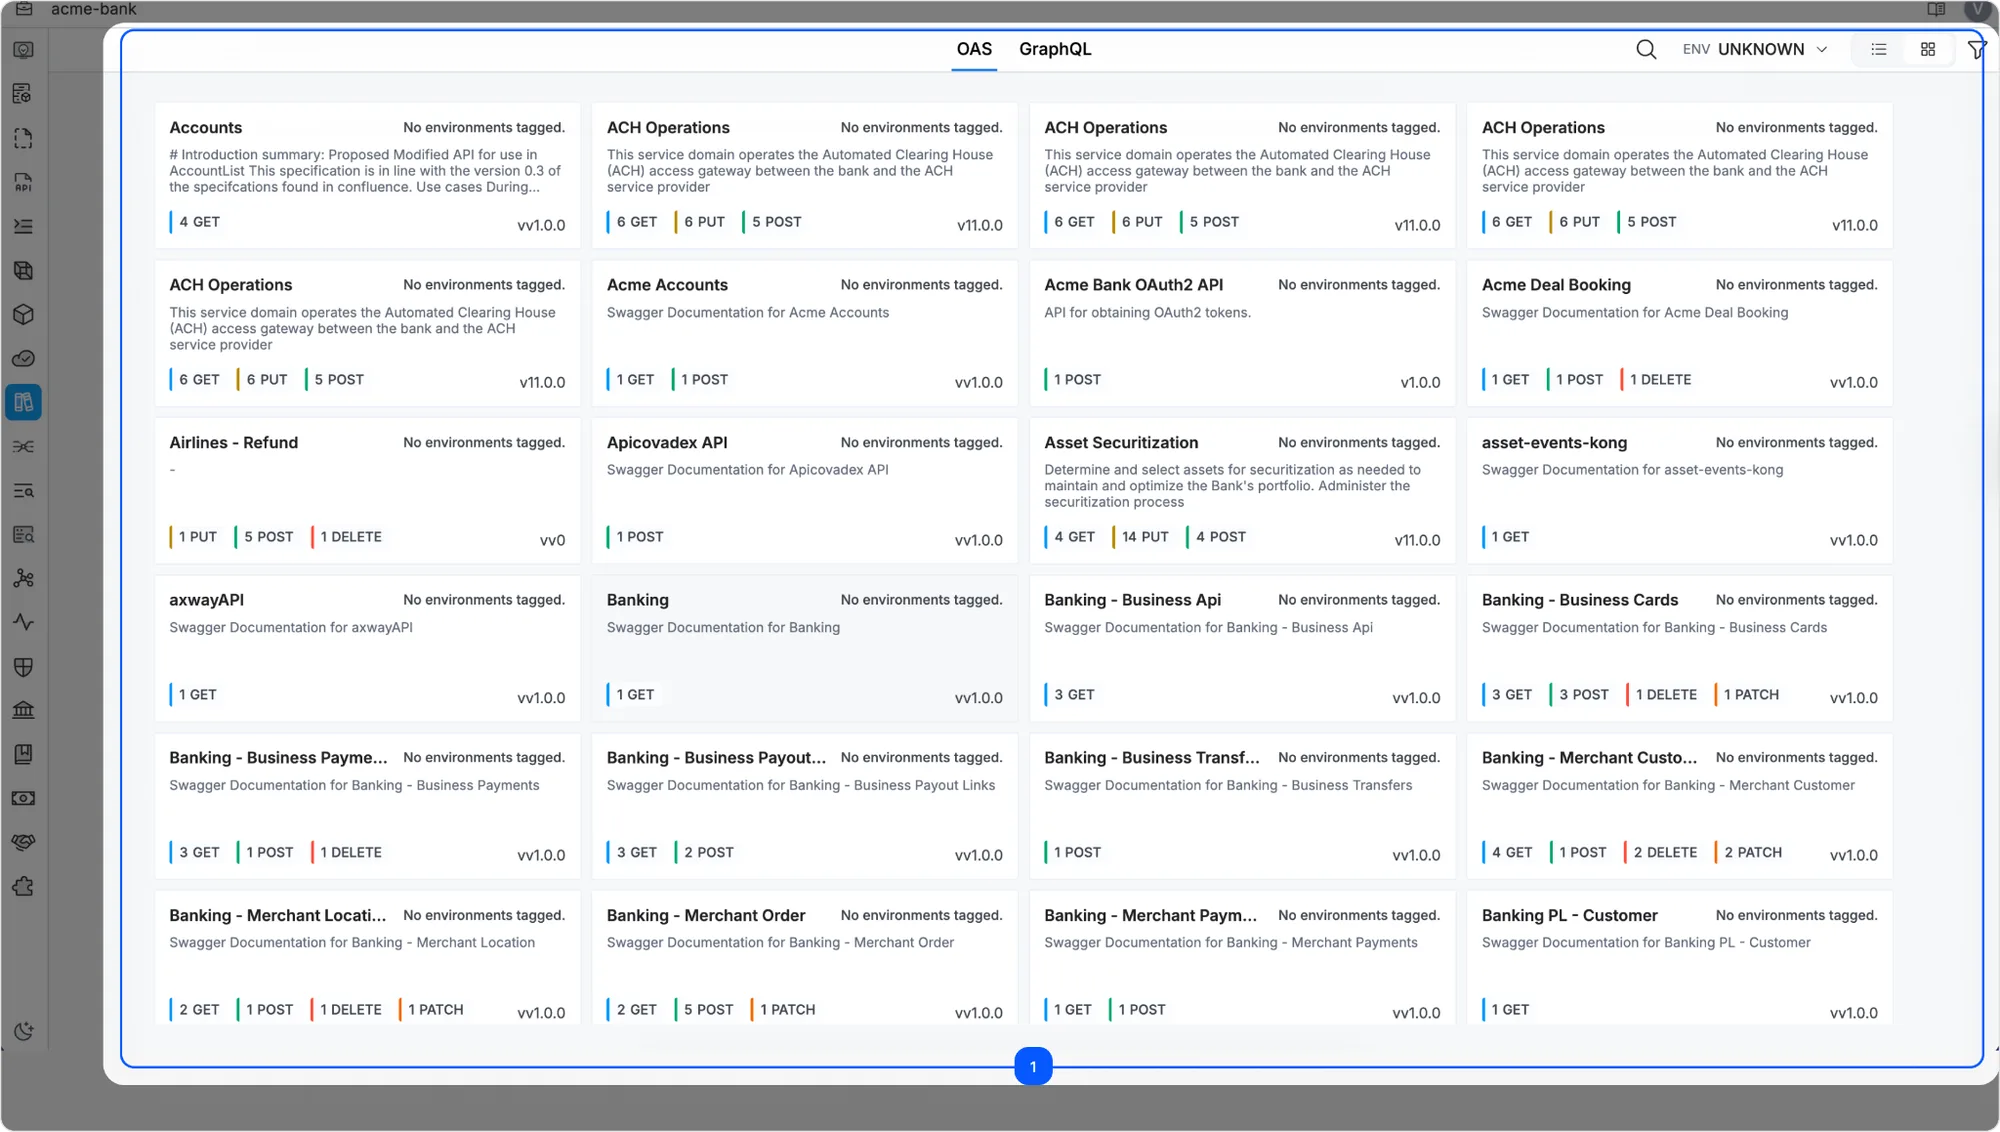 acme-bank
V
OAS
GraphQL
ENV UNKNOWN
API
Accounts
No environments tagged.
# Introduction summary: Proposed Modified API for use in
AccountList This specification is in line with the version 0.3 of
the specifcations found in confluence. Use cases During...
4 GET
vv1.0.0
ACH Operations
No environments tagged.
This service domain operates the Automated Clearing House
(ACH) access gateway between the bank and the ACH
service provider
6 GET
6 PUT
5 POST
v11.0.0
ACH Operations
No environments tagged.
This service domain operates the Automated Clearing House
(ACH) access gateway between the bank and the ACH
service provider
6 GET
6 PUT
5 POST
v11.0.0
ACH Operations
No environments tagged.
This service domain operates the Automated Clearing House
(ACH) access gateway between the bank and the ACH
service provider
6 GET
6 PUT
5 POST
v11.0.0
ACH Operations
No environments tagged.
This service domain operates the Automated Clearing House
(ACH) access gateway between the bank and the ACH
service provider
6 GET
6 PUT
5 POST
v11.0.0
Acme Accounts
No environments tagged.
Swagger Documentation for Acme Accounts
1 GET
1 POST
vv1.0.0
Acme Bank OAuth2 API
No environments tagged.
API for obtaining OAuth2 tokens.
1 POST
v1.0.0
Acme Deal Booking
No environments tagged.
Swagger Documentation for Acme Deal Booking
1 GET
1 POST
1 DELETE
vv1.0.0
Airlines - Refund
No environments tagged.
-
1 PUT
5 POST
1 DELETE
vv0
Apicovadex API
No environments tagged.
Swagger Documentation for Apicovadex API
1 POST
vv1.0.0
Asset Securitization
No environments tagged.
Determine and select assets for securitization as needed to
maintain and optimize the Bank's portfolio. Administer the
securitization process
4 GET
14 PUT
4 POST
v11.0.0
asset-events-kong
No environments tagged.
Swagger Documentation for asset-events-kong
1 GET
vv1.0.0
axwayAPI
No environments tagged.
Swagger Documentation for axwayAPI
1 GET
vv1.0.0
Banking
No environments tagged.
Swagger Documentation for Banking
1 GET
vv1.0.0
Banking - Business Api
No environments tagged.
Swagger Documentation for Banking - Business Api
3 GET
vv1.0.0
Banking - Business Cards
No environments tagged.
Swagger Documentation for Banking - Business Cards
3 GET
3 POST
1 DELETE
1 PATCH
vv1.0.0
Banking - Business Payme...
No environments tagged.
Swagger Documentation for Banking - Business Payments
3 GET
1 POST
1 DELETE
vv1.0.0
Banking - Business Payout...
No environments tagged.
Swagger Documentation for Banking - Business Payout Links
3 GET
2 POST
vv1.0.0
Banking - Business Transf...
No environments tagged.
Swagger Documentation for Banking - Business Transfers
1 POST
vv1.0.0
Banking - Merchant Custo...
No environments tagged.
Swagger Documentation for Banking - Merchant Customer
4 GET
1 POST
2 DELETE
2 PATCH
vv1.0.0
Banking - Merchant Locati...
No environments tagged.
Swagger Documentation for Banking - Merchant Location
2 GET
1 POST
1 DELETE
1 PATCH
vv1.0.0
Banking - Merchant Order
No environments tagged.
Swagger Documentation for Banking - Merchant Order
2 GET
5 POST
1 PATCH
vv1.0.0
Banking - Merchant Paym...
No environments tagged.
Swagger Documentation for Banking - Merchant Payments
1 GET
1 POST
vv1.0.0
Banking PL - Customer
No environments tagged.
Swagger Documentation for Banking PL - Customer
1 GET
vv1.0.0
1